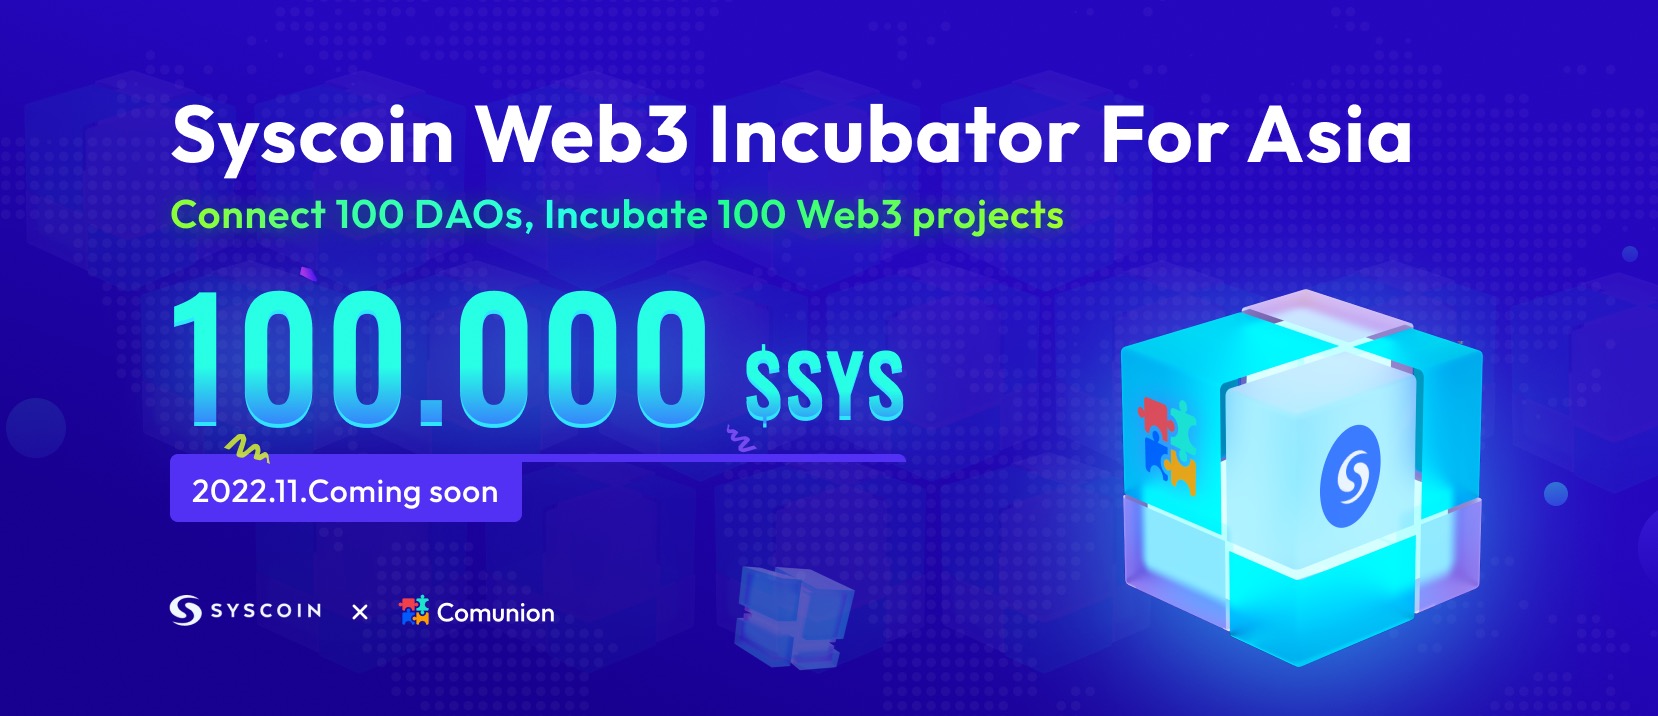 Syscoin Web3 Incubator For Asia
Connect 100 DAOs, Incubate 100 Web3 projects
100.000 $SYS
2022.11.Coming soon
SYSCOIN × Comunion